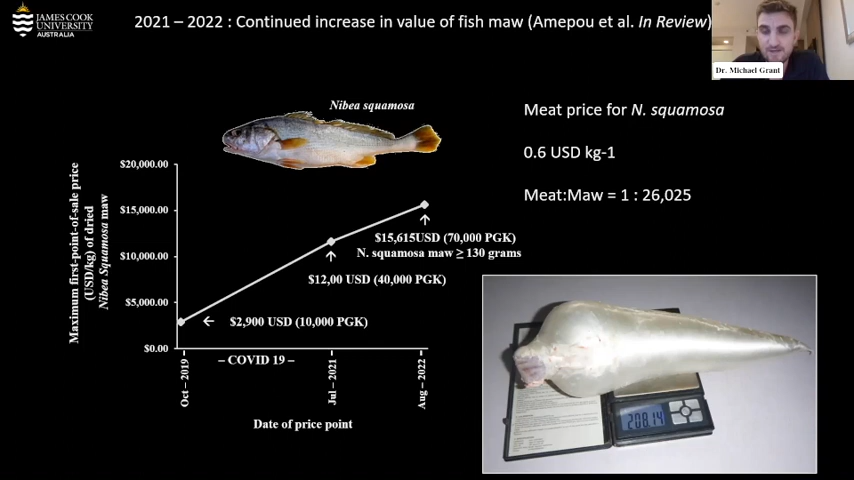 JAMES COOK
UNIVERSITY
AUSTRALIA
2021 – 2022 : Continued increase in value of fish maw (Amepou et al. In Review)
Dr. Michael Grant
Nibea squamosa
Meat price for N. squamosa
0.6 USD kg-1
Meat:Maw = 1 : 26,025
Maximum first-point-of-sale price
(USD/kg) of dried
Nibea Squamosa maw
$20,000.00
$15,000.00
$10,000.00
$5,000.00
$0.00
$15,615USD (70,000 PGK)
N. squamosa maw ≥ 130 grams
$12,00 USD (40,000 PGK)
$2,900 USD (10,000 PGK)
– COVID 19 –
Oct – 2019
Jul – 2021
Aug – 2022
Date of price point
208.14